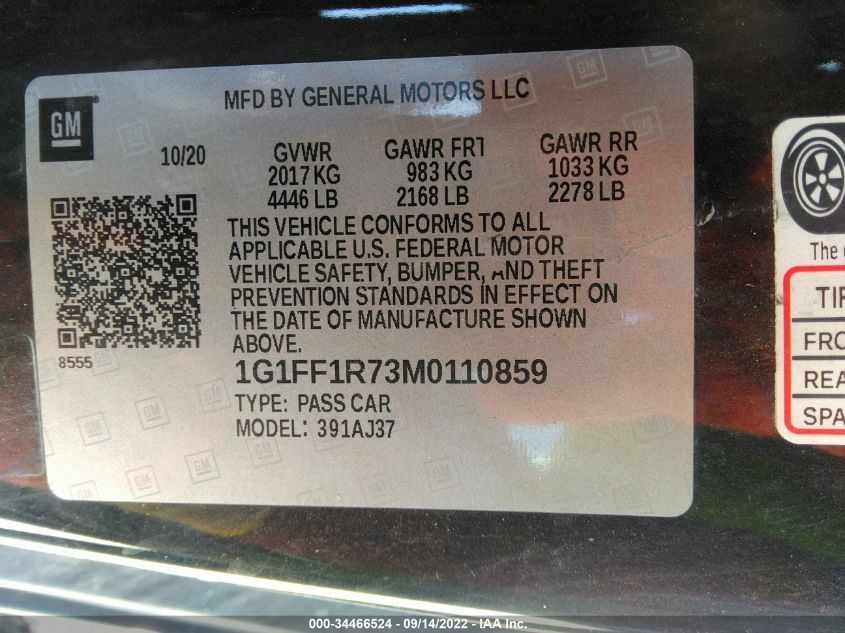 MFD BY GENERAL MOTORS LLC
GM
10/20
GVWR
2017 KG
4446 LB
GAWR FRT
983 KG
2168 LB
GAWR RR
1033 KG
2278 LB
THIS VEHICLE CONFORMS TO ALL
APPLICABLE U.S. FEDERAL MOTOR
VEHICLE SAFETY, BUMPER, AND THEFT
PREVENTION STANDARDS IN EFFECT ON
THE DATE OF MANUFACTURE SHOWN
ABOVE.
8555
1G1FF1R73M0110859
TYPE: PASS CAR
MODEL: 391AJ37
The
TIR
FRO
REA
SPA
000-34466524 - 09/14/2022 - IAA Inc.